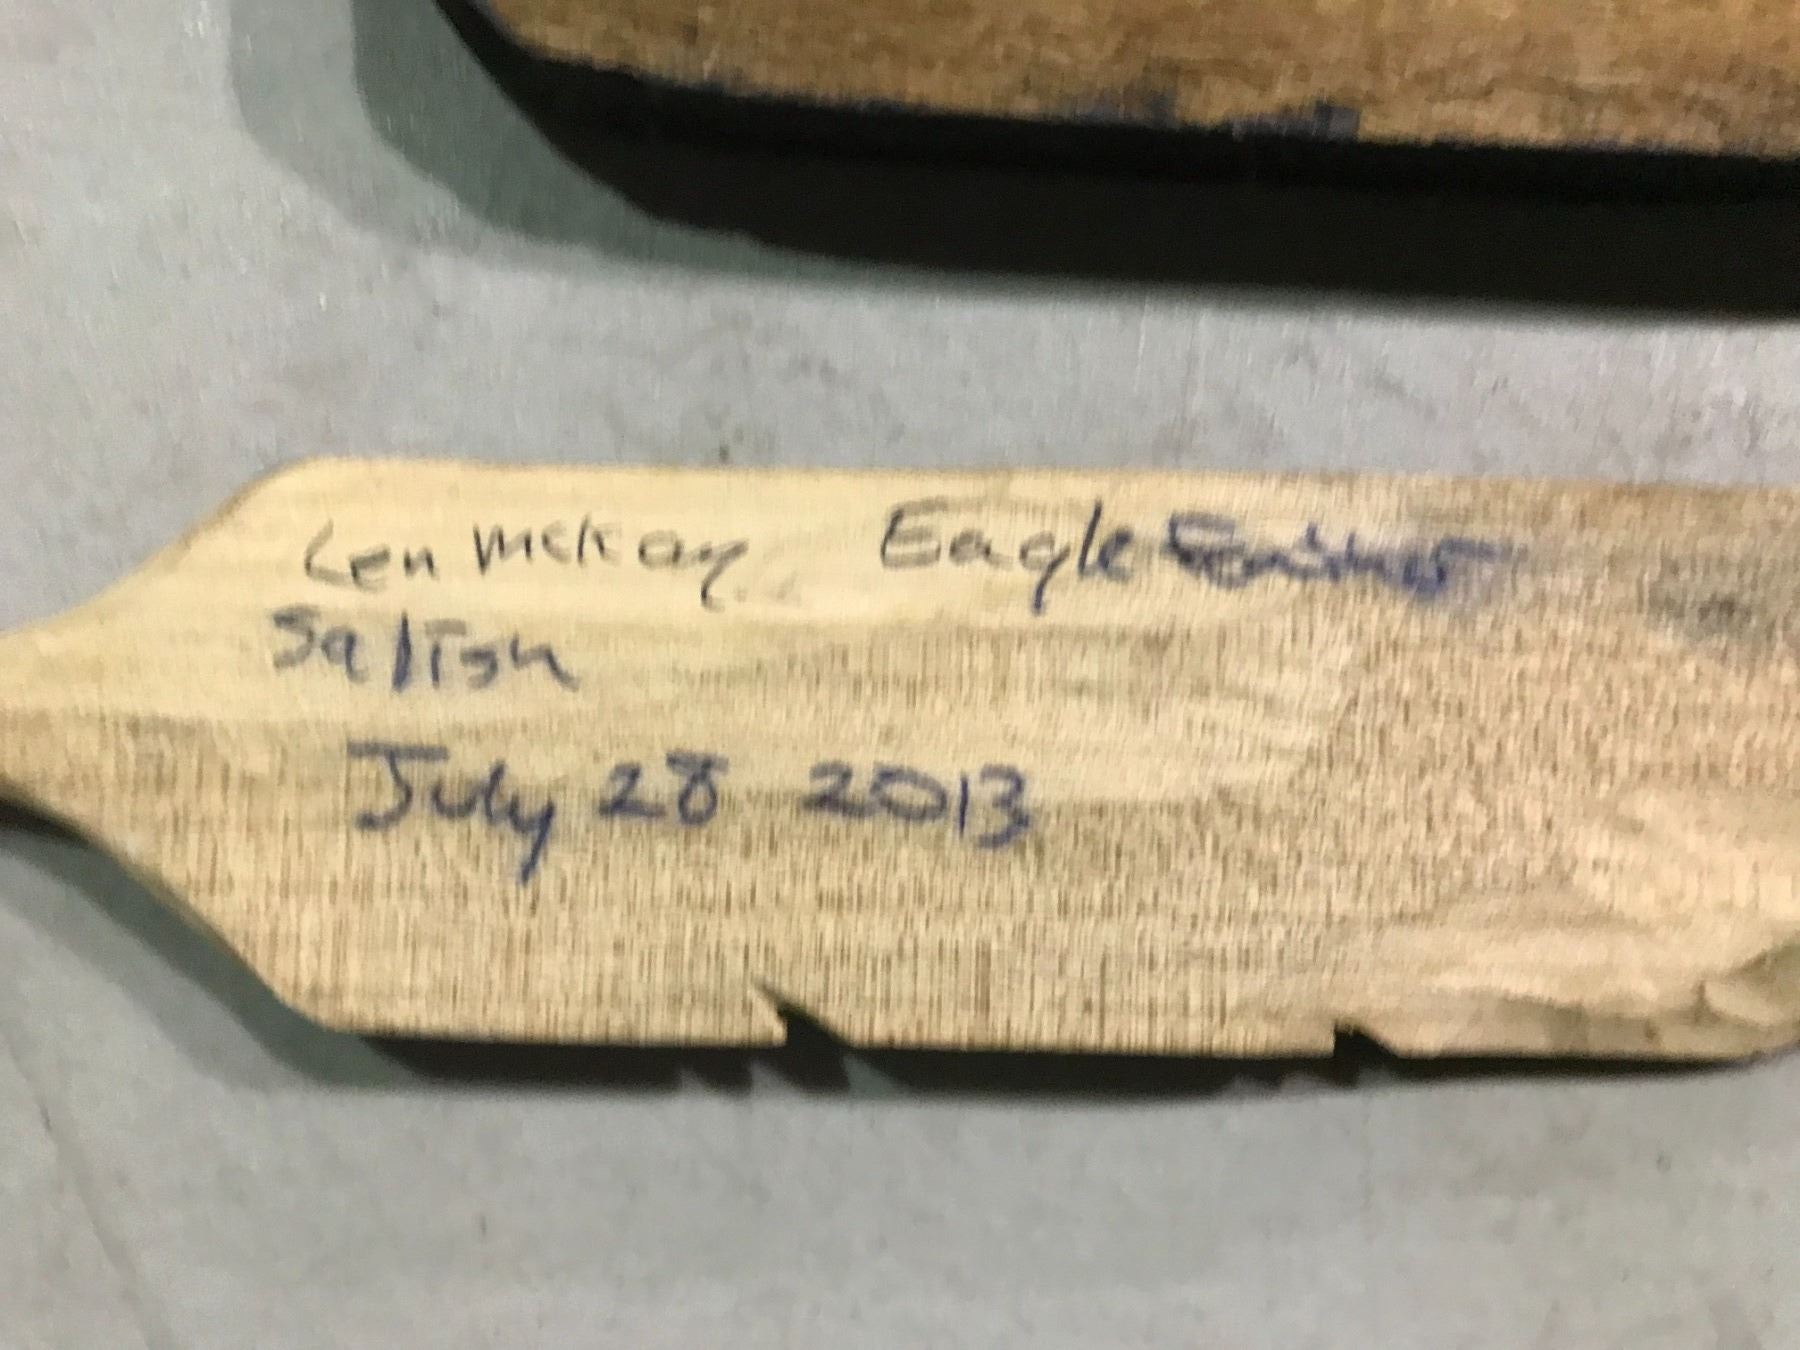 Len McKay Eagle
Salish
July 28 2013